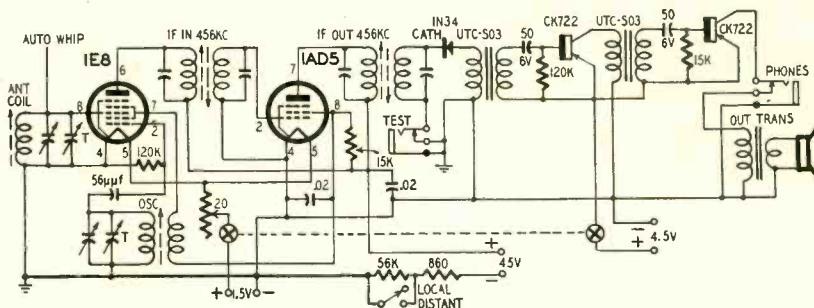 AUTO WHIP
ANT
COIL
1E8
6
8
7
2
T
4
5
120K
56µµf
OSC
T
20
+1.5V-
IF IN 456KC
1AD5
7
2
8
4
5
15K
.02
.02
IF OUT 456KC
IN34
CATH
TEST
UTC-SO3
50
6V
120K
CK722
UTC-SO3
50
6V
15K
CK722
PHONES
OUT TRANS
-
+
4.5V
+
45V
-
56K
860
LOCAL
DISTANT